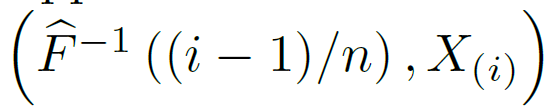 $\left( \widehat{F}^{-1} \left( (i-1)/n \right), X_{(i)} \right)$